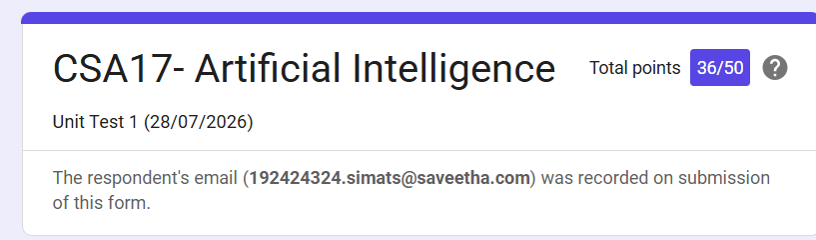 CSA17- Artificial Intelligence
Total points 36/50 ?
Unit Test 1 (28/07/2026)
The respondent's email (192424324.simats@saveetha.com) was recorded on submission
of this form.